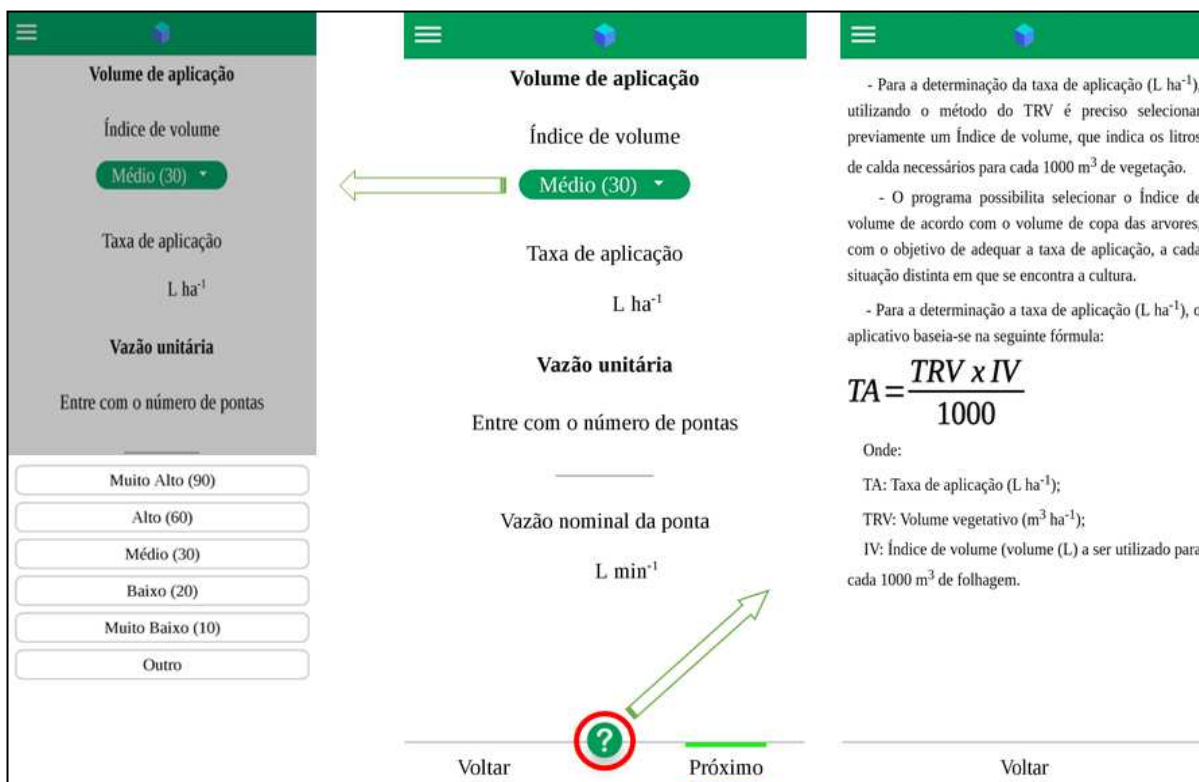 Volume de aplicação
Índice de volume
Médio (30)
Taxa de aplicação
L ha⁻¹
Vazão unitária
Entre com o número de pontas
Muito Alto (90)
Alto (60)
Médio (30)
Baixo (20)
Muito Baixo (10)
Outro
Volume de aplicação
Índice de volume
Médio (30)
Taxa de aplicação
L ha⁻¹
Vazão unitária
Entre com o número de pontas
Vazão nominal da ponta
L min⁻¹
?
Voltar Próximo
- Para a determinação da taxa de aplicação (L ha⁻¹),
utilizando o método do TRV é preciso selecionar
previamente um Índice de volume, que indica os litros
de calda necessários para cada 1000 m³ de vegetação.
- O programa possibilita selecionar o Índice de
volume de acordo com o volume de copa das arvores,
com o objetivo de adequar a taxa de aplicação, a cada
situação distinta em que se encontra a cultura.
- Para a determinação a taxa de aplicação (L ha⁻¹), o
aplicativo baseia-se na seguinte fórmula:
TA = TRV x IV
1000
Onde:
TA: Taxa de aplicação (L ha⁻¹);
TRV: Volume vegetativo (m³ ha⁻¹);
IV: Índice de volume (volume (L) a ser utilizado para
cada 1000 m³ de folhagem.
Voltar